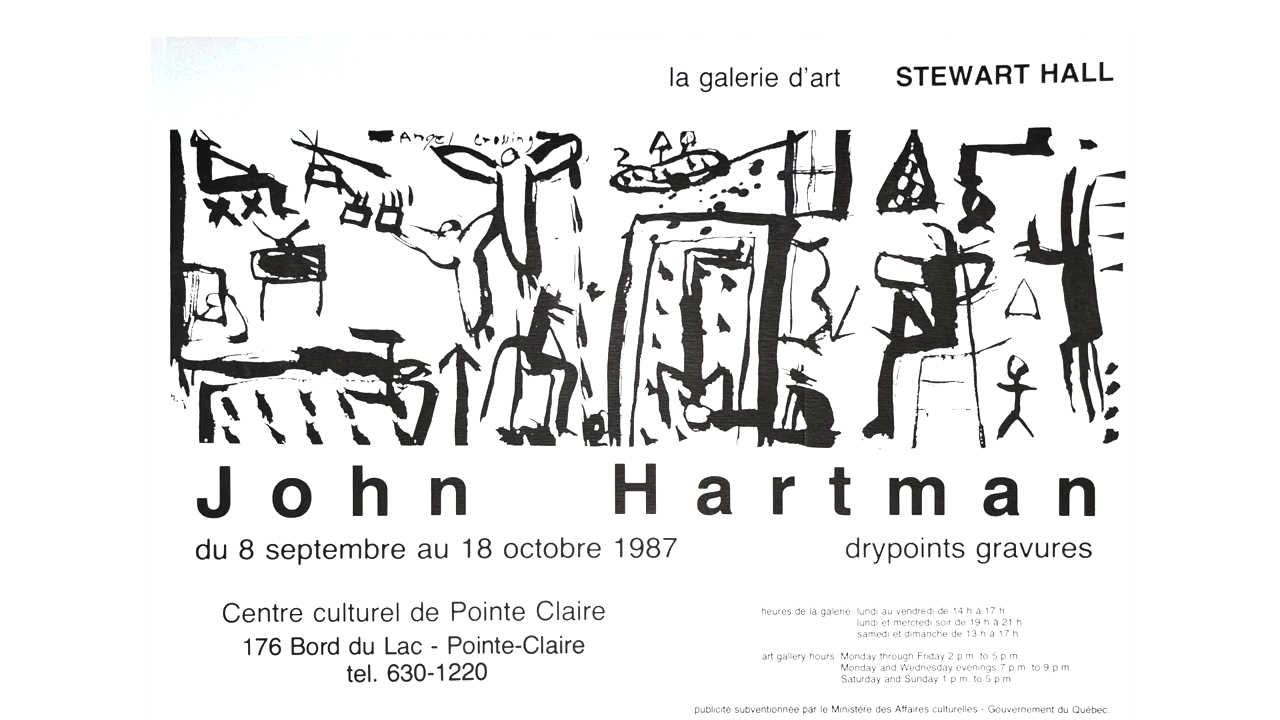 la galerie d'art STEWART HALL
Angel Crossing
John Hartman
du 8 septembre au 18 octobre 1987 drypoints gravures
Centre culturel de Pointe Claire
176 Bord du Lac - Pointe-Claire
tel. 630-1220
heures de la galerie: lundi au vendredi de 14 h à 17 h
lundi et mercredi soir de 19 h à 21 h
samedi et dimanche de 13 h à 17 h
art gallery hours: Monday through Friday 2 p.m. to 5 p.m.
Monday and Wednesday evenings 7 p.m. to 9 p.m.
Saturday and Sunday 1 p.m. to 5 p.m.
publicité subventionnée par le Ministère des Affaires culturelles - Gouvernement du Québec.